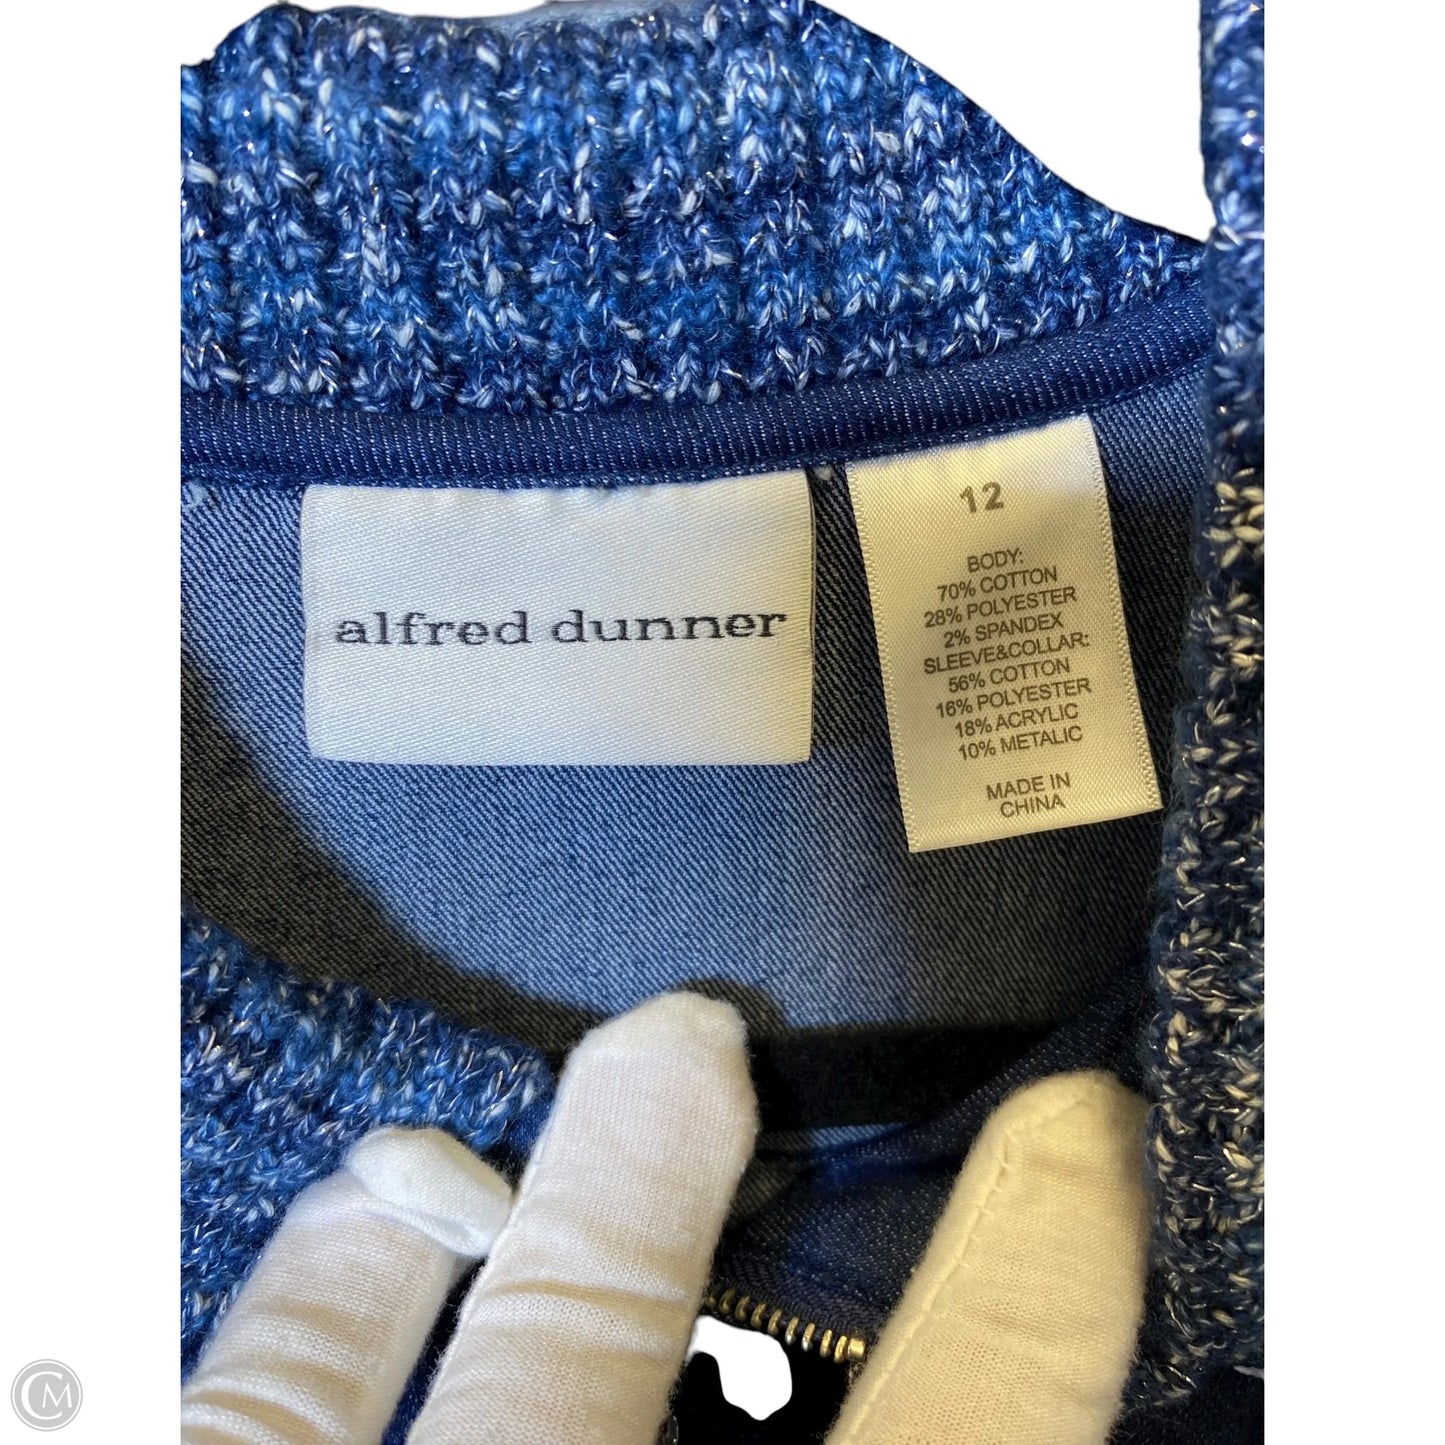 alfred dunner
12
BODY:
70% COTTON
28% POLYESTER
2% SPANDEX
SLEEVE&COLLAR:
56% COTTON
16% POLYESTER
18% ACRYLIC
10% METALIC
MADE IN
CHINA
CM